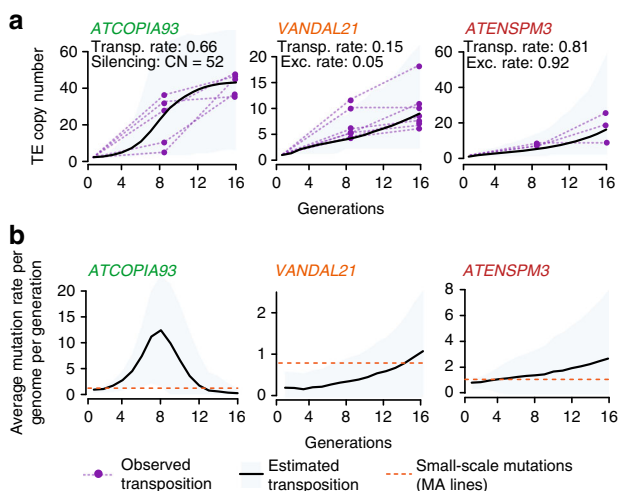 a
ATCOPIA93 VANDAL21 ATENSPM3
Transp. rate: 0.66
Silencing: CN = 52
Transp. rate: 0.15
Exc. rate: 0.05
Transp. rate: 0.81
Exc. rate: 0.92
TE copy number
60
40
20
0
0 4 8 12 16
20
15
10
5
0
0 4 8 12 16
60
40
20
0
0 4 8 12 16
Generations
b
ATCOPIA93 VANDAL21 ATENSPM3
Average mutation rate per
genome per generation
20
15
10
5
0
0 4 8 12 16
2
1
0
0 4 8 12 16
8
6
4
2
0
0 4 8 12 16
Generations
Observed
transposition
Estimated
transposition
Small-scale mutations
(MA lines)